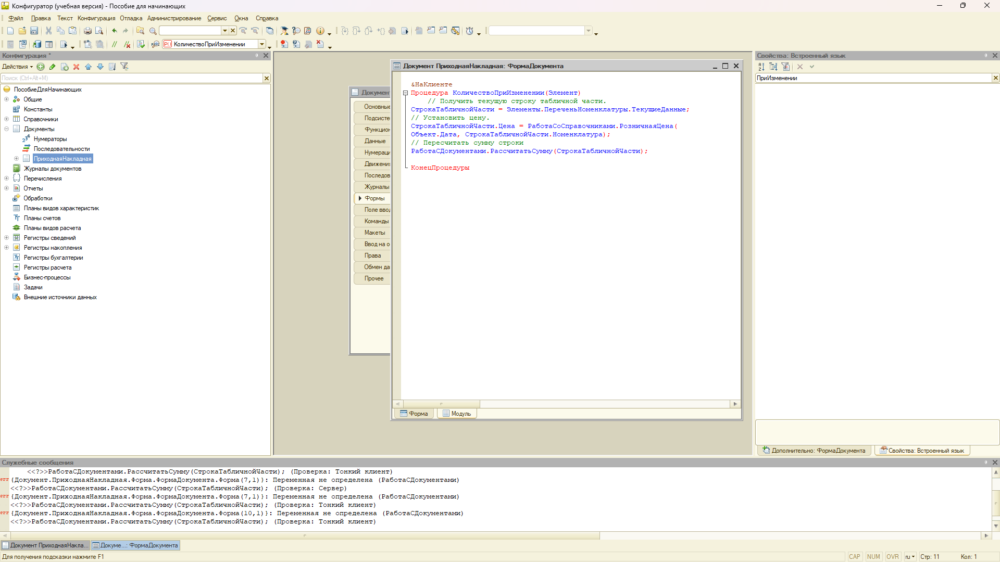 Конфигуратор (учебная версия) - Пособие для начинающих
Файл Правка Текст Конфигурация Отладка Администрирование Сервис Окна Справка
КоличествоПриИзменении
Конфигурация *
Действия
Поиск (Ctrl+Alt+M)
ПособиеДляНачинающих
Общие
Константы
Справочники
Документы
Нумераторы
Последовательности
ПриходнаяНакладная
Журналы документов
Перечисления
Отчеты
Обработки
Планы видов характеристик
Планы счетов
Планы видов расчета
Регистры сведений
Регистры накопления
Регистры бухгалтерии
Регистры расчета
Бизнес-процессы
Задачи
Внешние источники данных
Документ
Основные
Подсисте
Функцион
Данные
Нумераци
Движения
Последов
Журналы
Формы
Поле ввод
Команды
Макеты
Ввод на о
Права
Обмен да
Прочее
Документ ПриходнаяНакладная: ФормаДокумента
&НаКлиенте
Процедура КоличествоПриИзменении(Элемент)
// Получить текущую строку табличной части.
СтрокаТабличнойЧасти = Элементы.ПереченьНоменклатуры.ТекущиеДанные;
// Установить цену.
СтрокаТабличнойЧасти.Цена = РаботаСоСправочниками.РозничнаяЦена(
Объект.Дата, СтрокаТабличнойЧасти.Номенклатура);
// Пересчитать сумму строки
РаботаСДокументами.РассчитатьСумму(СтрокаТабличнойЧасти);
КонецПроцедуры
Форма Модуль
Свойства: Встроенный язык
ПриИзменении
Дополнительно: ФормаДокумента Свойства: Встроенный язык
Служебные сообщения
<<?>>РаботаСДокументами.РассчитатьСумму(СтрокаТабличнойЧасти); (Проверка: Тонкий клиент)
err {Документ.ПриходнаяНакладная.Форма.ФормаДокумента.Форма(7,1)}: Переменная не определена (РаботаСДокументами)
<<?>>РаботаСДокументами.РассчитатьСумму(СтрокаТабличнойЧасти); (Проверка: Сервер)
err {Документ.ПриходнаяНакладная.Форма.ФормаДокумента.Форма(7,1)}: Переменная не определена (РаботаСДокументами)
<<?>>РаботаСДокументами.РассчитатьСумму(СтрокаТабличнойЧасти); (Проверка: Тонкий клиент)
err {Документ.ПриходнаяНакладная.Форма.ФормаДокумента.Форма(10,1)}: Переменная не определена (РаботаСДокументами)
<<?>>РаботаСДокументами.РассчитатьСумму(СтрокаТабличнойЧасти); (Проверка: Тонкий клиент)
Документ ПриходнаяНакла... Докуме...: ФормаДокумента
Для получения подсказки нажмите F1 CAP NUM OVR ru Стр: 11 Кол: 1